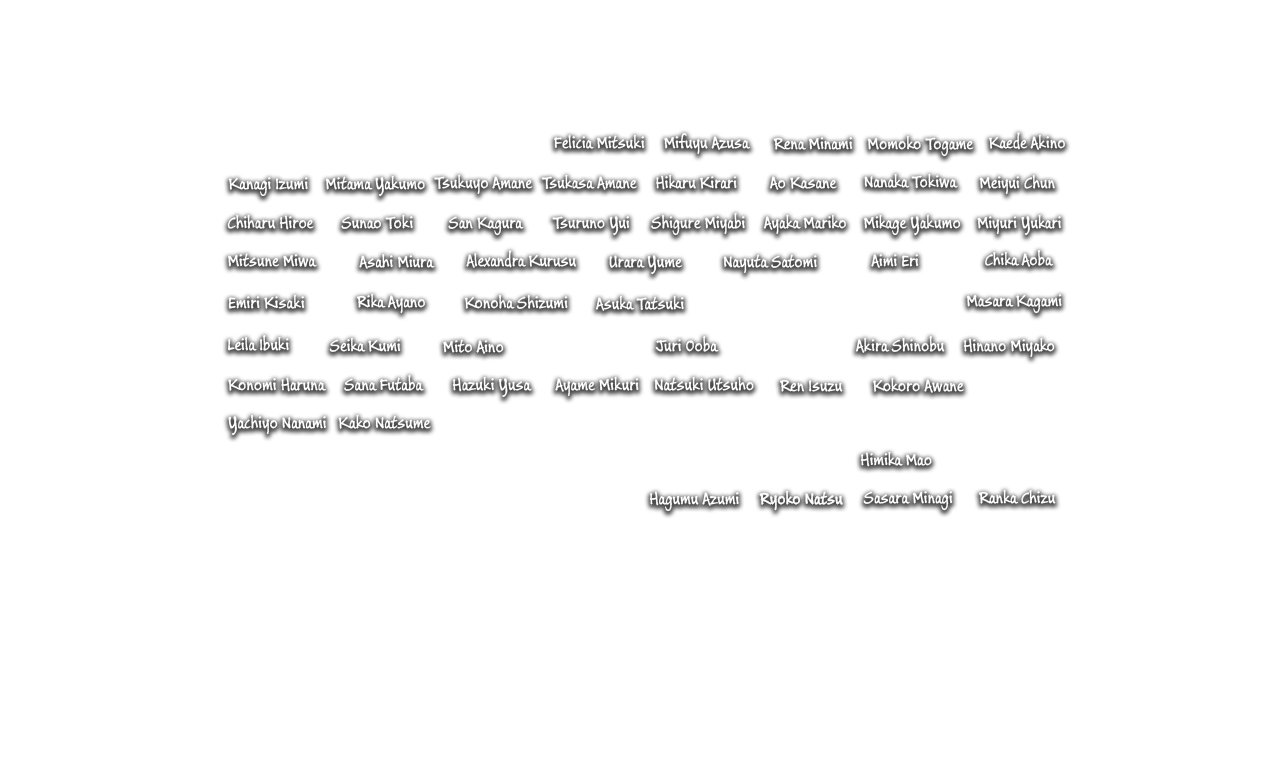 Felicia Mitsuki Mifuyu Azusa Rena Minami Momoko Togame Kaede Akino
Kanagi Izumi Mitama Yakumo Tsukuyo Amane Tsukasa Amane Hikaru Kirari Ao Kasane Nanaka Tokiwa Meiyui Chun
Chiharu Hiroe Sunao Toki San Kagura Tsuruno Yui Shigure Miyabi Ayaka Mariko Mikage Yakumo Miyuri Yukari
Mitsune Miwa Asahi Miura Alexandra Kurusu Urara Yume Nayuta Satomi Aimi Eri Chika Aoba
Emiri Kisaki Rika Ayano Konoha Shizumi Asuka Tatsuki Masara Kagami
Leila Ibuki Seika Kumi Mito Aino Juri Ooba Akira Shinobu Hinano Miyako
Konomi Haruna Sana Futaba Hazuki Yusa Ayame Mikuri Natsuki Utsuho Ren Isuzu Kokoro Awane
Yachiyo Nanami Kako Natsume
Himika Mao
Hagumu Azumi Ryoko Natsu Sasara Minagi Ranka Chizu